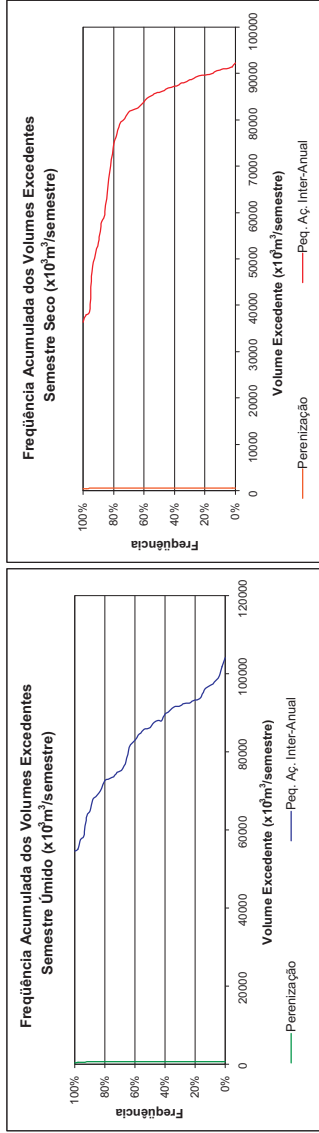 Freqüência Acumulada dos Volumes Excedentes
Semestre Úmido (x10³m³/semestre)
100%
80%
60%
40%
20%
0%
Freqüência
0
20000
40000
60000
80000
100000
120000
Volume Excedente (x10³m³/semestre)
Perenização
Peq. Aç. Inter-Anual
Freqüência Acumulada dos Volumes Excedentes
Semestre Seco (x10³m³/semestre)
100%
80%
60%
40%
20%
0%
Freqüência
0
10000
20000
30000
40000
50000
60000
70000
80000
90000
100000
Volume Excedente (x10³m³/semestre)
Perenização
Peq. Aç. Inter-Anual